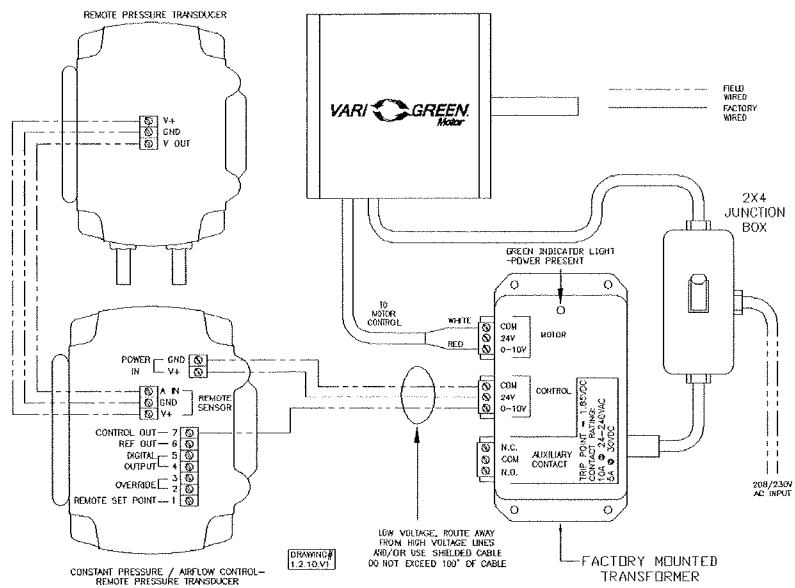 REMOTE PRESSURE TRANSDUCER
V+
GND
V OUT
VARI GREEN
Motor
FIELD
WIRED
FACTORY
WIRED
2X4
JUNCTION
BOX
GREEN INDICATOR LIGHT
-POWER PRESENT
TO
MOTOR
CONTROL
WHITE
RED
COM
24V
0-10V
MOTOR
COM
24V
0-10V
CONTROL
N.C.
COM
N.O.
AUXILIARY
CONTACT
TRIP POINT = 1.85VDC
CONTACT RATING:
10A @ 24-240VAC
5A @ 30VDC
208/230V
AC INPUT
POWER
IN
GND
V+
A IN
GND
V+
REMOTE
SENSOR
CONTROL OUT 7
REF OUT 6
DIGITAL
OUTPUT
5
4
OVERRIDE
3
2
REMOTE SET POINT 1
LOW VOLTAGE, ROUTE AWAY
FROM HIGH VOLTAGE LINES
AND/OR USE SHIELDED CABLE
DO NOT EXCEED 100" OF CABLE
DRAWING#
1.2.10.V1
CONSTANT PRESSURE / AIRFLOW CONTROL-
REMOTE PRESSURE TRANSDUCER
FACTORY MOUNTED
TRANSFORMER